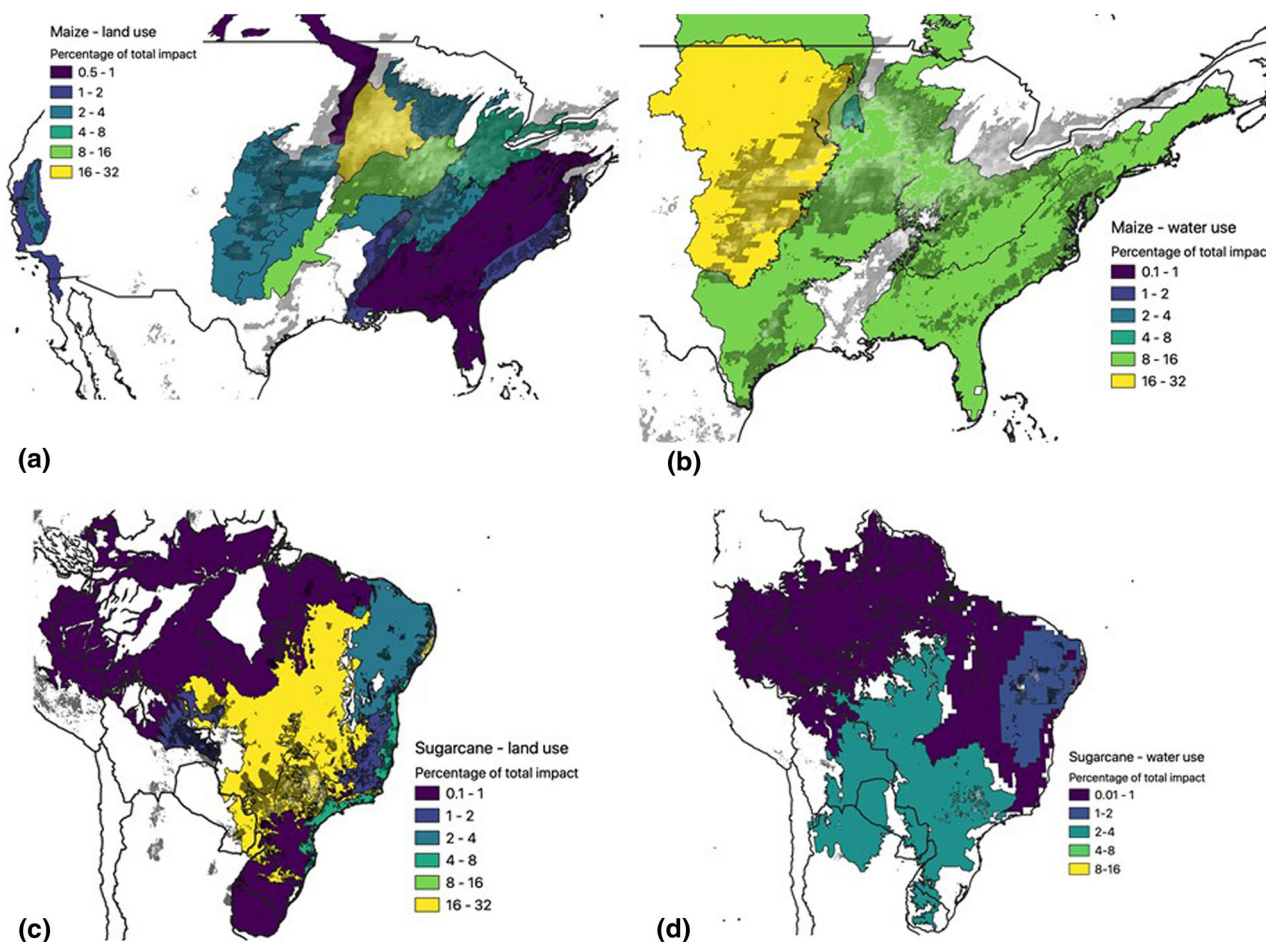 Maize - land use
Percentage of total impact
0.5 - 1
1 - 2
2 - 4
4 - 8
8 - 16
16 - 32
(a)
Maize - water use
Percentage of total impact
0.1 - 1
1 - 2
2 - 4
4 - 8
8 - 16
16 - 32
(b)
Sugarcane - land use
Percentage of total impact
0.1 - 1
1 - 2
2 - 4
4 - 8
8 - 16
16 - 32
(c)
Sugarcane - water use
Percentage of total impact
0.01 - 1
1-2
2-4
4-8
8-16
(d)